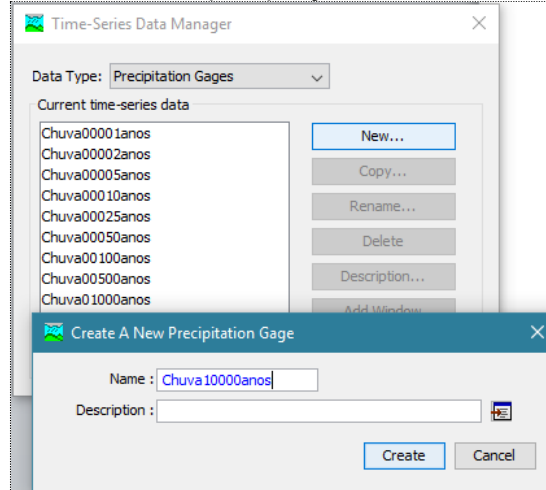 Time-Series Data Manager
Data Type: Precipitation Gages
Current time-series data
Chuva00001anos
Chuva00002anos
Chuva00005anos
Chuva00010anos
Chuva00025anos
Chuva00050anos
Chuva00100anos
Chuva00500anos
Chuva01000anos
New...
Copy...
Rename...
Delete
Description...
Add Window
Create A New Precipitation Gage
Name : Chuva10000anos
Description :
Create Cancel